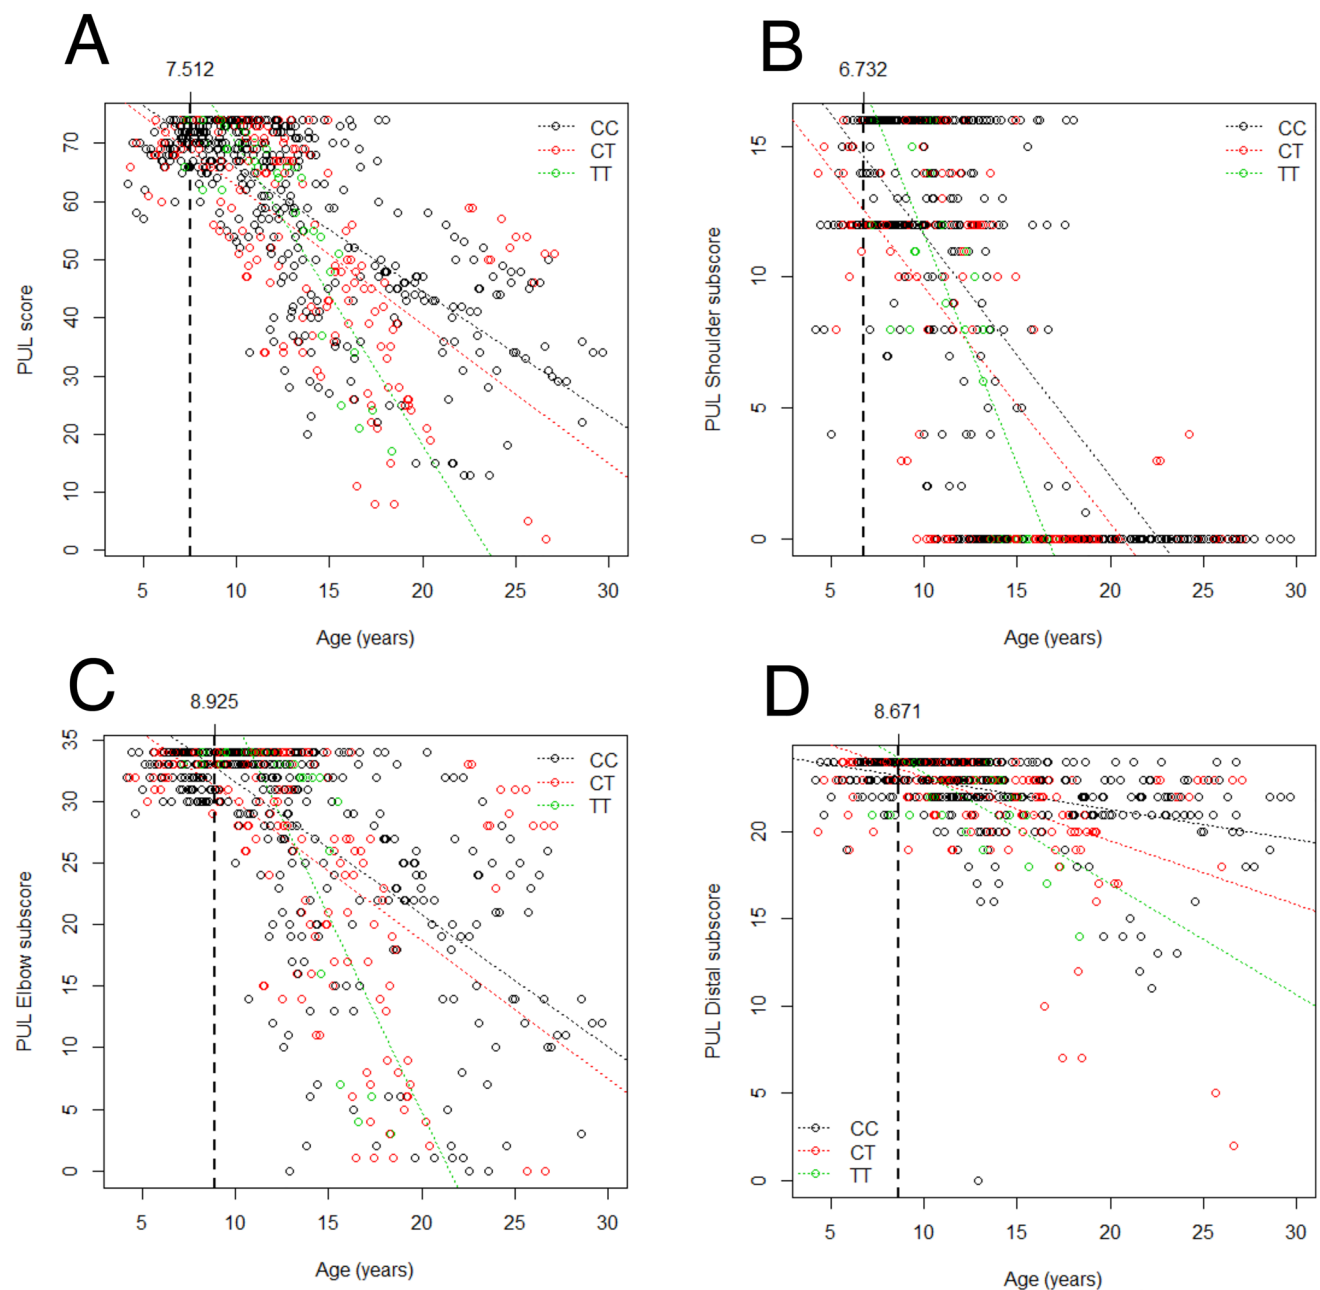 A
7.512
CC
CT
TT
PUL score
70
60
50
40
30
20
10
0
5 10 15 20 25 30
Age (years)
B
6.732
CC
CT
TT
PUL Shoulder subscore
15
10
5
0
5 10 15 20 25 30
Age (years)
C
8.925
CC
CT
TT
PUL Elbow subscore
35
30
25
20
15
10
5
0
5 10 15 20 25 30
Age (years)
D
8.671
PUL Distal subscore
20
15
10
5
0
CC
CT
TT
5 10 15 20 25 30
Age (years)